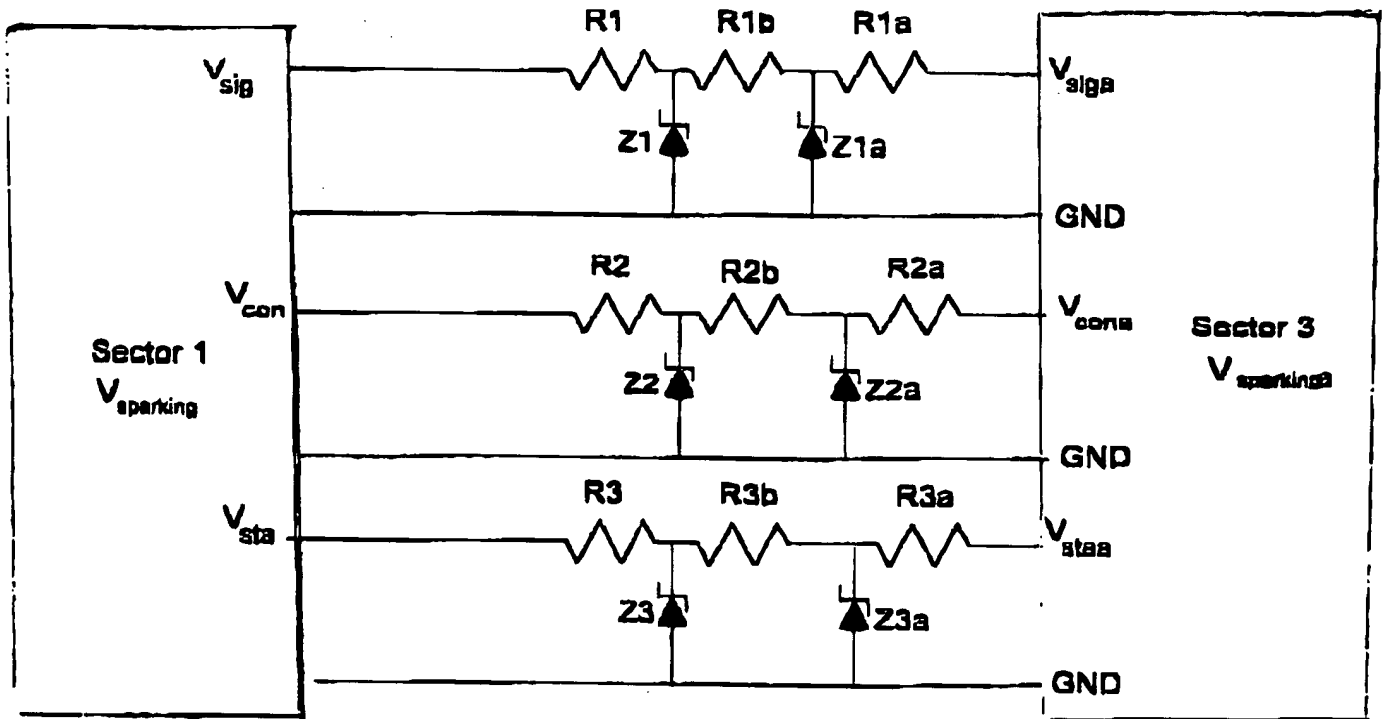 R1 R1b R1a
Vsig Vsiga
Z1 Z1a
GND
R2 R2b R2a
Vcon Vcona
Sector 1 Sector 3
Vsparking Vsparkinga
Z2 Z2a
GND
R3 R3b R3a
Vsta Vstaa
Z3 Z3a
GND